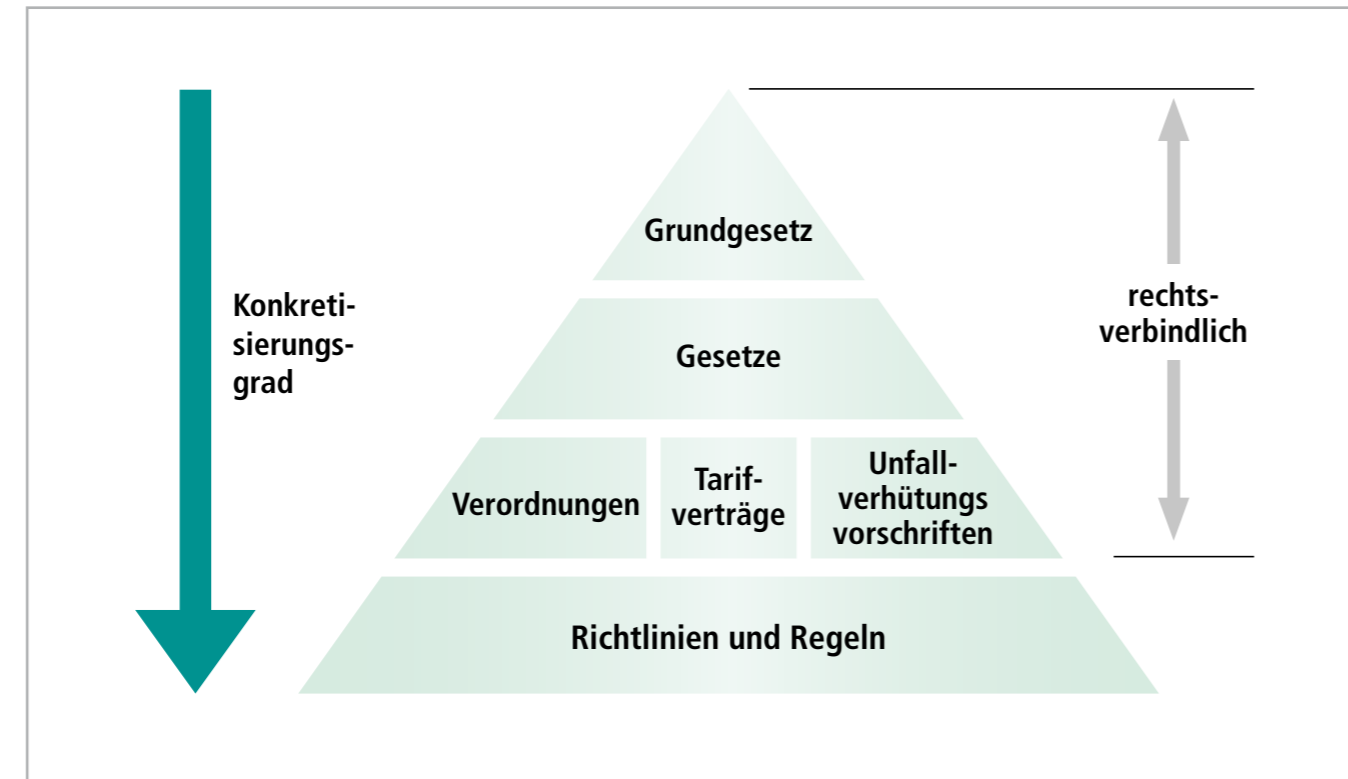 Grundgesetz
Konkreti-
sierungs-
grad
rechts-
verbindlich
Gesetze
Verordnungen
Tarif-
verträge
Unfall-
verhütungs
vorschriften
Richtlinien und Regeln